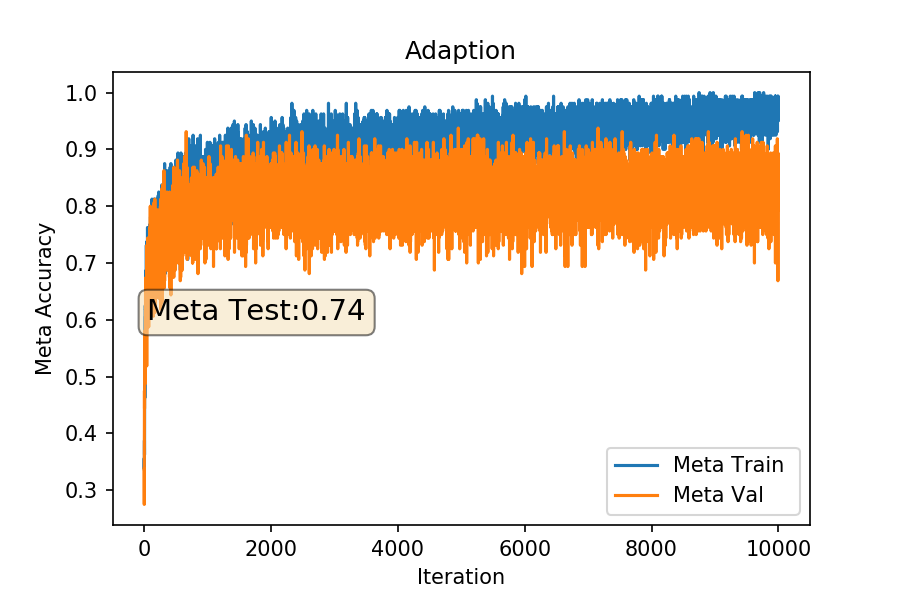 Adaption
Meta Accuracy
1.0
0.9
0.8
0.7
0.6
0.5
0.4
0.3
Meta Test:0.74
Meta Train
Meta Val
0 2000 4000 6000 8000 10000
Iteration